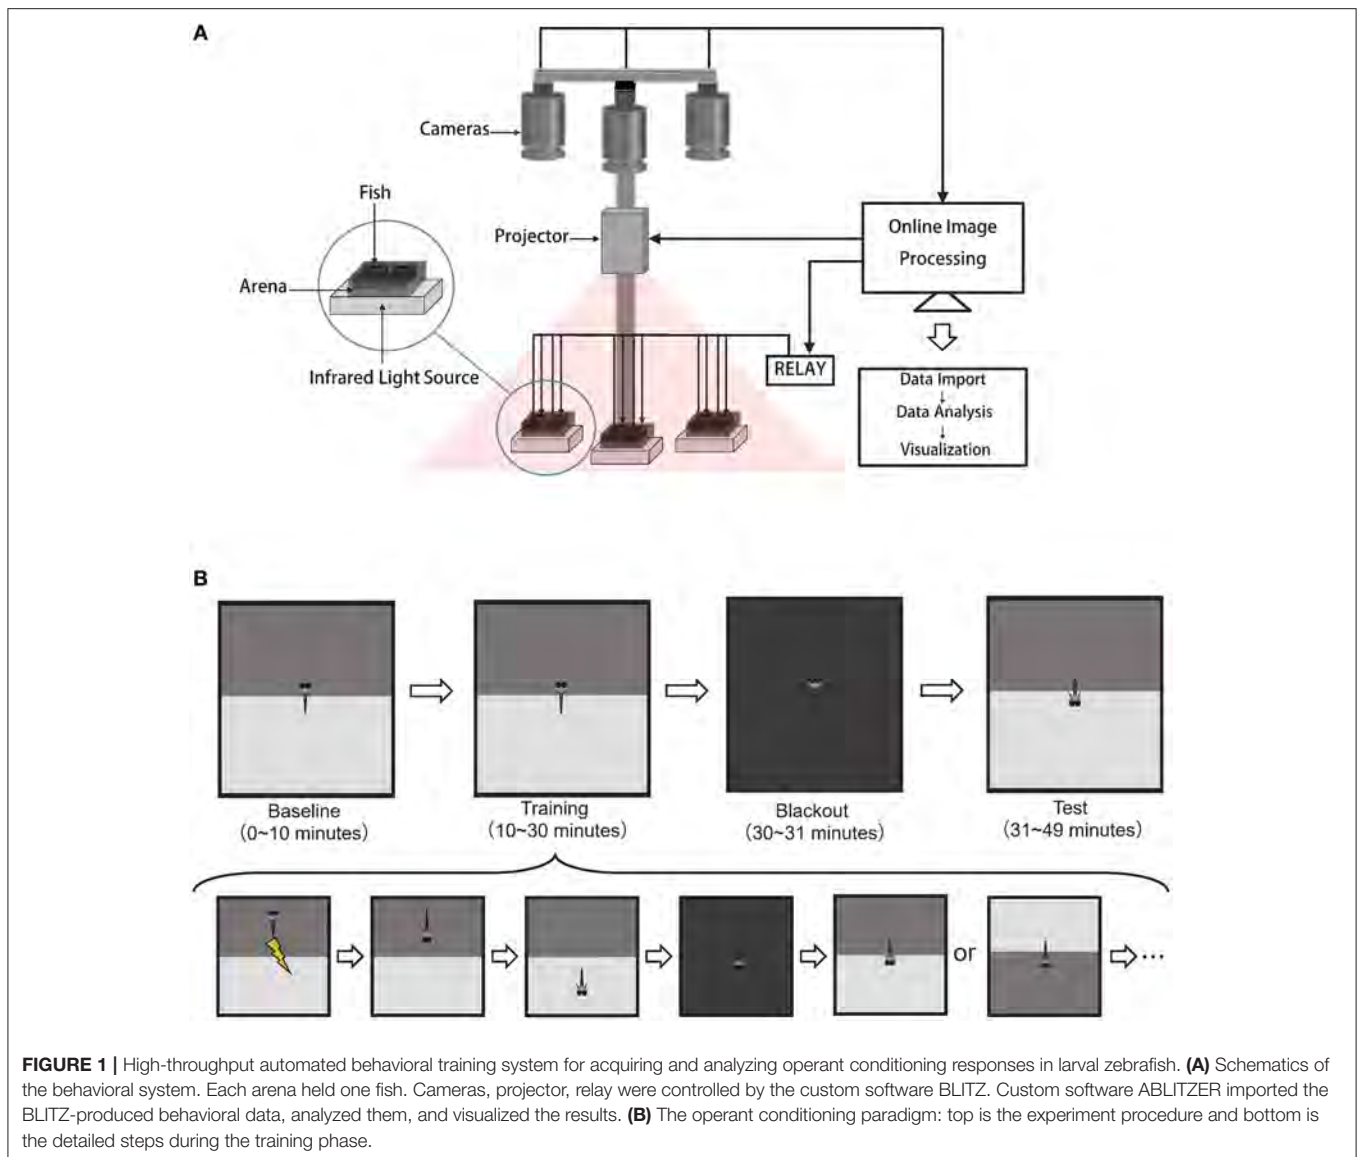 A
Cameras
Fish
Projector
Online Image
Processing
Arena
Infrared Light Source
RELAY
Data Import
Data Analysis
Visualization
B
Baseline
(0~10 minutes)
Training
(10~30 minutes)
Blackout
(30~31 minutes)
Test
(31~49 minutes)
or
...
FIGURE 1 | High-throughput automated behavioral training system for acquiring and analyzing operant conditioning responses in larval zebrafish. (A) Schematics of
the behavioral system. Each arena held one fish. Cameras, projector, relay were controlled by the custom software BLITZ. Custom software ABLITZER imported the
BLITZ-produced behavioral data, analyzed them, and visualized the results. (B) The operant conditioning paradigm: top is the experiment procedure and bottom is
the detailed steps during the training phase.